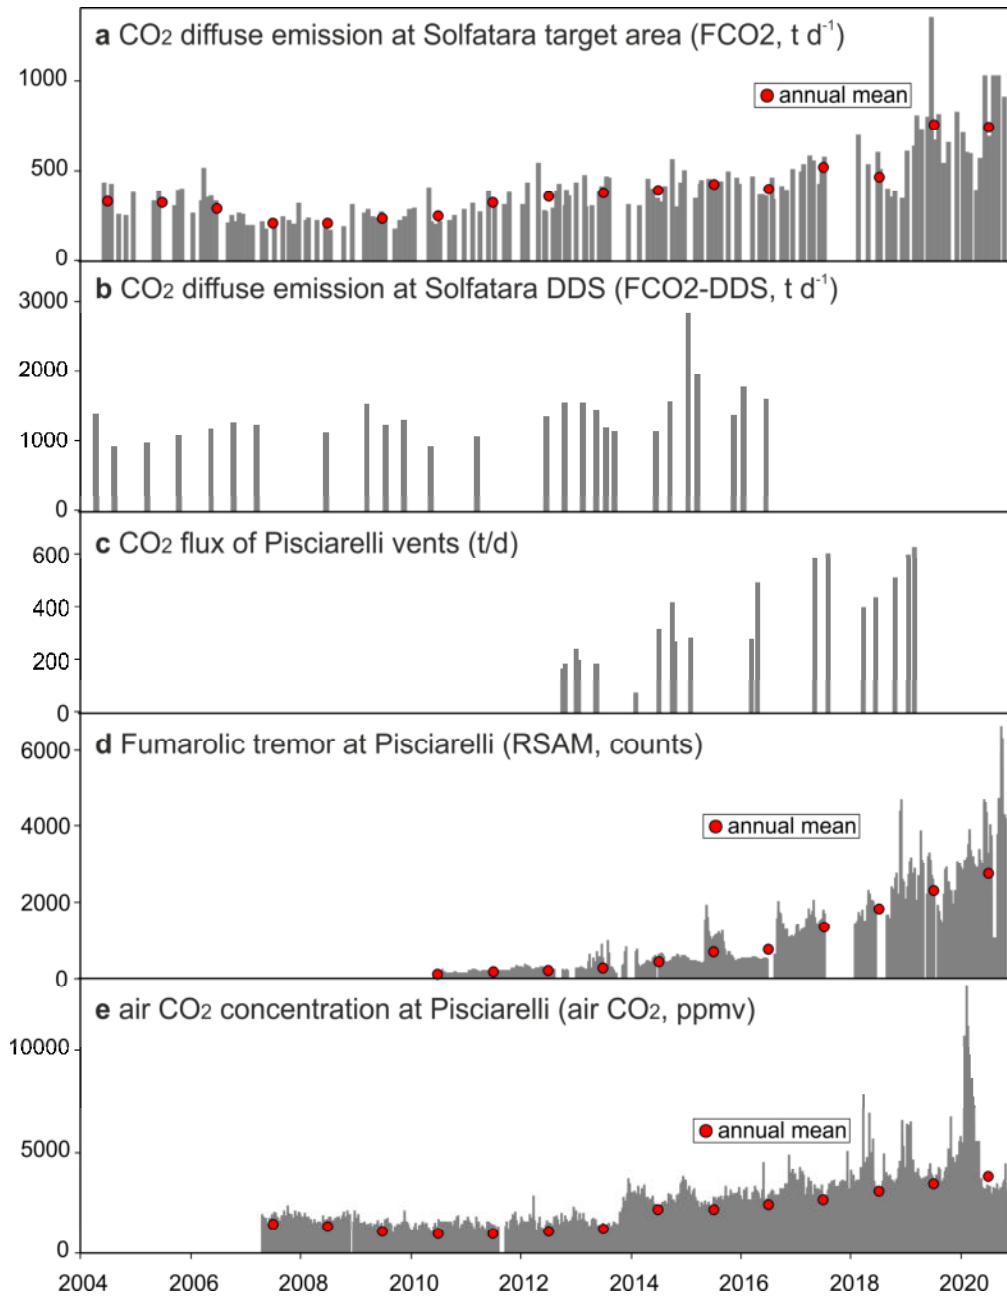 a CO2 diffuse emission at Solfatara target area (FCO2, t d-1)
1000
annual mean
500
0
b CO2 diffuse emission at Solfatara DDS (FCO2-DDS, t d-1)
3000
2000
1000
0
c CO2 flux of Pisciarelli vents (t/d)
600
400
200
0
d Fumarolic tremor at Pisciarelli (RSAM, counts)
6000
4000
annual mean
2000
0
e air CO2 concentration at Pisciarelli (air CO2, ppmv)
10000
annual mean
5000
0
2004 2006 2008 2010 2012 2014 2016 2018 2020